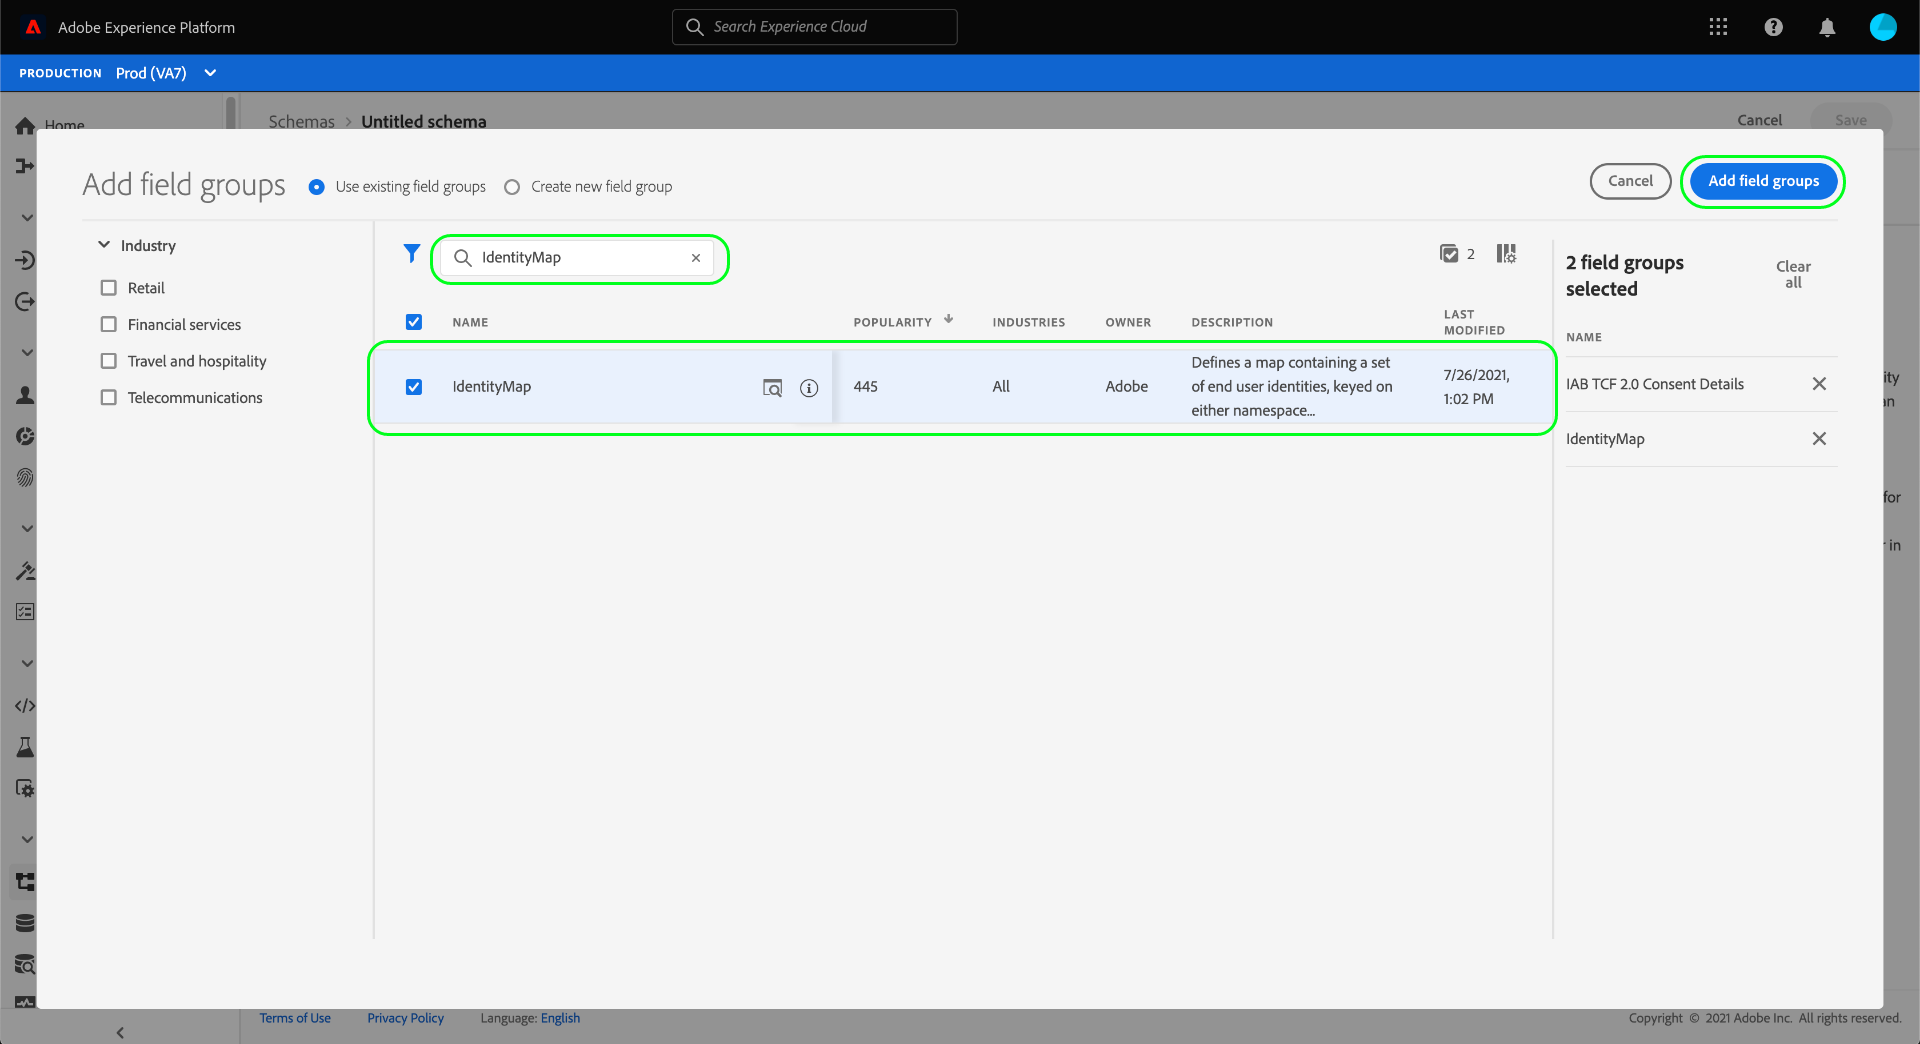 Adobe Experience Platform
Search Experience Cloud
PRODUCTION Prod (VA7)
Home
Schemas > Untitled schema
Cancel
Save
Add field groups
Use existing field groups
Create new field group
Cancel
Add field groups
Industry
Retail
Financial services
Travel and hospitality
Telecommunications
IdentityMap
2
NAME
POPULARITY
INDUSTRIES
OWNER
DESCRIPTION
LAST
MODIFIED
IdentityMap
445
All
Adobe
Defines a map containing a set
of end user identities, keyed on
either namespace...
7/26/2021,
1:02 PM
2 field groups
selected
Clear
all
NAME
IAB TCF 2.0 Consent Details
IdentityMap
ity
an
for
r in
Terms of Use
Privacy Policy
Language: English
Copyright © 2021 Adobe Inc. All rights reserved.